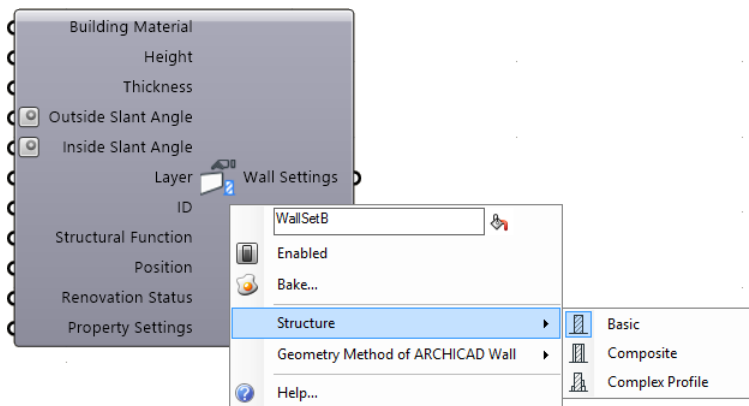 Building Material
Height
Thickness
Outside Slant Angle
Inside Slant Angle
Layer
Wall Settings
ID
Structural Function
Position
Renovation Status
Property Settings
WallSetB
Enabled
Bake...
Structure
Geometry Method of ARCHICAD Wall
Help...
Basic
Composite
Complex Profile